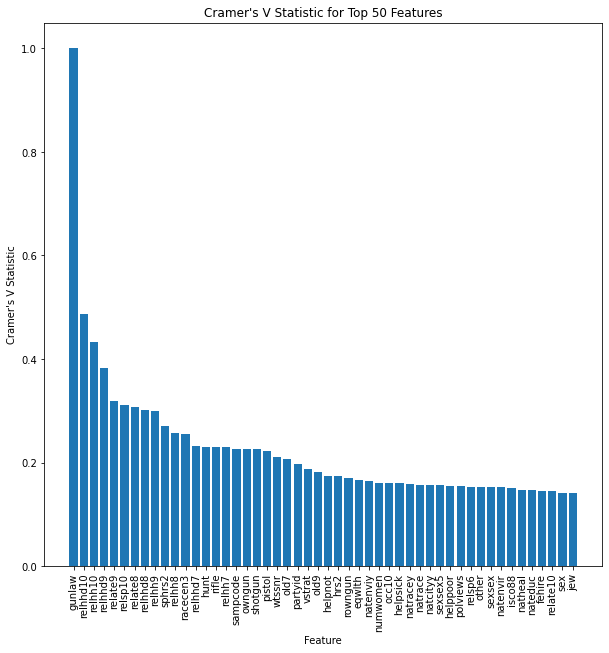 Cramer's V Statistic for Top 50 Features
Cramer's V Statistic
1.0
0.8
0.6
0.4
0.2
0.0
gunlaw
relhhd10
relhh10
relhhd9
relate9
relsp10
relate8
relhhd8
relhh9
sphrs2
relhh8
racecen3
relhhd7
hunt
rifle
relhh7
sampcode
owngun
shotgun
pistol
wtssnr
old7
partyid
vstrat
old9
helpnot
hrs2
rowngun
eqwlth
natenviy
numwomen
occ10
helpsick
natracey
natrace
natcityy
sexsex5
helppoor
polviews
relsp6
other
sexsex
natenvir
isco88
natheal
nateduc
fehire
relate10
sex
jew
Feature